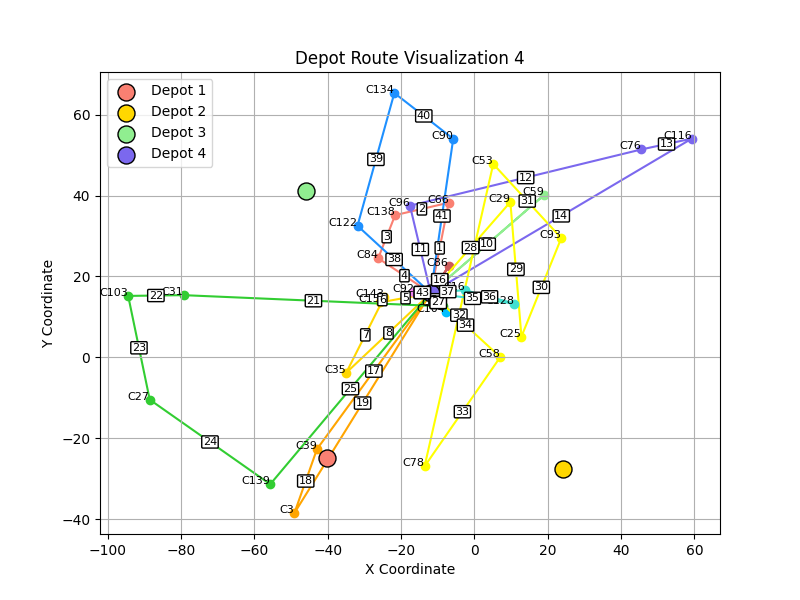 Depot Route Visualization 4
Depot 1
Depot 2
Depot 3
Depot 4
C134
40
C90
C116
C76
13
39
C53
12
C59
C96
C66
C29
31
C138
2
41
14
C122
3
C93
28
10
11
1
C84
38
C86
4
29
16
30
C103
22
C31
C92
43
37
C143
5
35
36
21
27
32
34
7
8
C25
23
C58
C35
17
25
C27
19
33
24
C39
C78
C139
18
C3
60
40
20
0
−20
−40
−100
−80
−60
−40
−20
0
20
40
60
X Coordinate
Y Coordinate